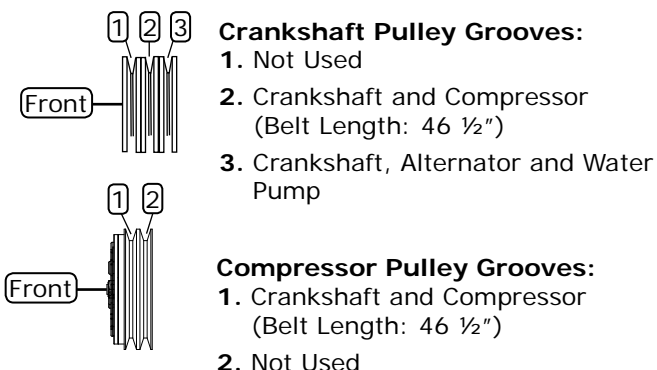 1 2 3
Front
Crankshaft Pulley Grooves:
1. Not Used
2. Crankshaft and Compressor
(Belt Length: 46 ½")
3. Crankshaft, Alternator and Water
Pump
1 2
Front
Compressor Pulley Grooves:
1. Crankshaft and Compressor
(Belt Length: 46 ½")
2. Not Used